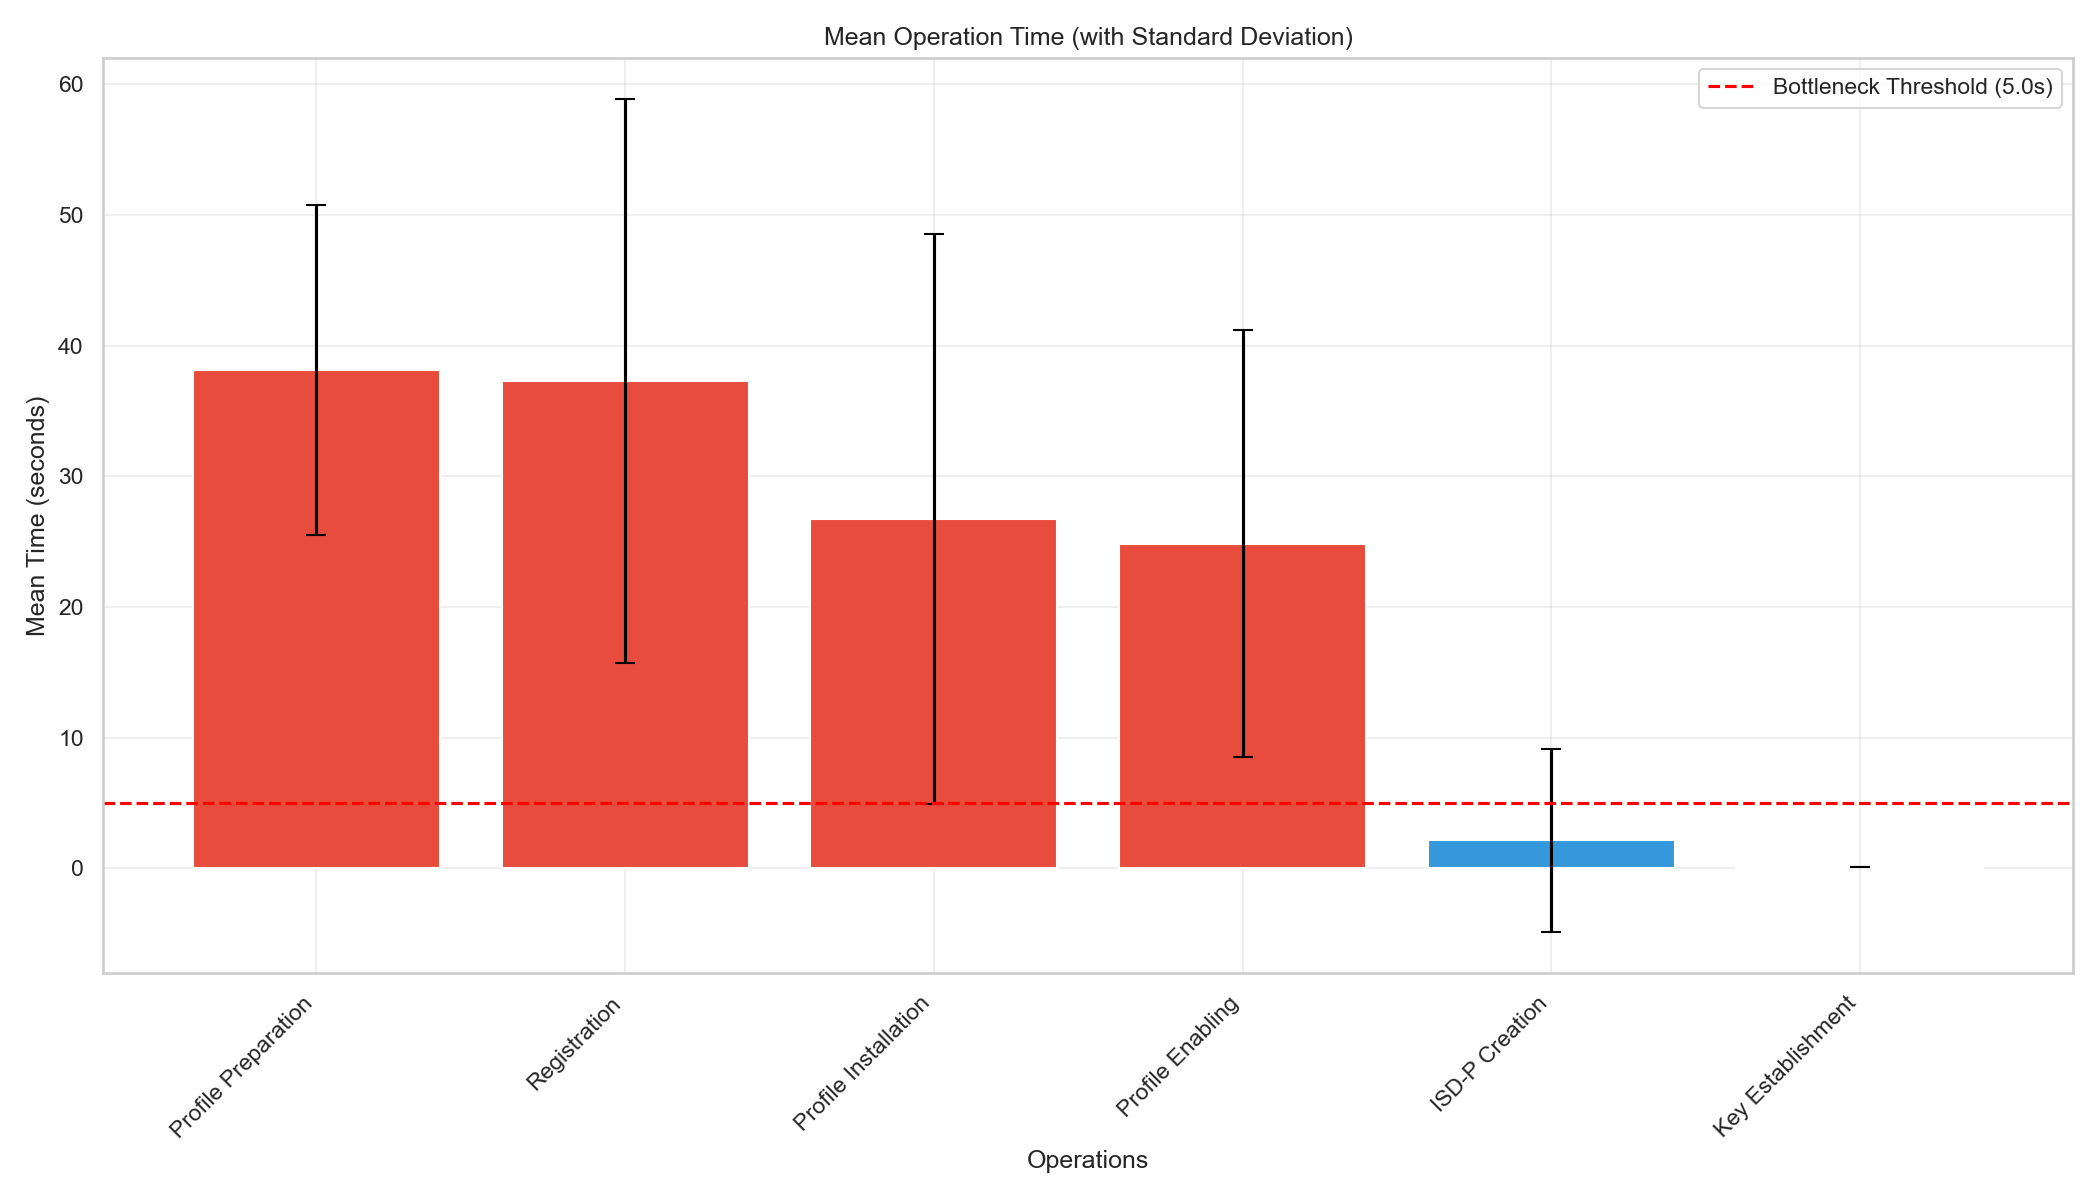 Mean Operation Time (with Standard Deviation)
Bottleneck Threshold (5.0s)
Mean Time (seconds)
60
50
40
30
20
10
0
Profile Preparation
Registration
Profile Installation
Profile Enabling
ISD-P Creation
Key Establishment
Operations